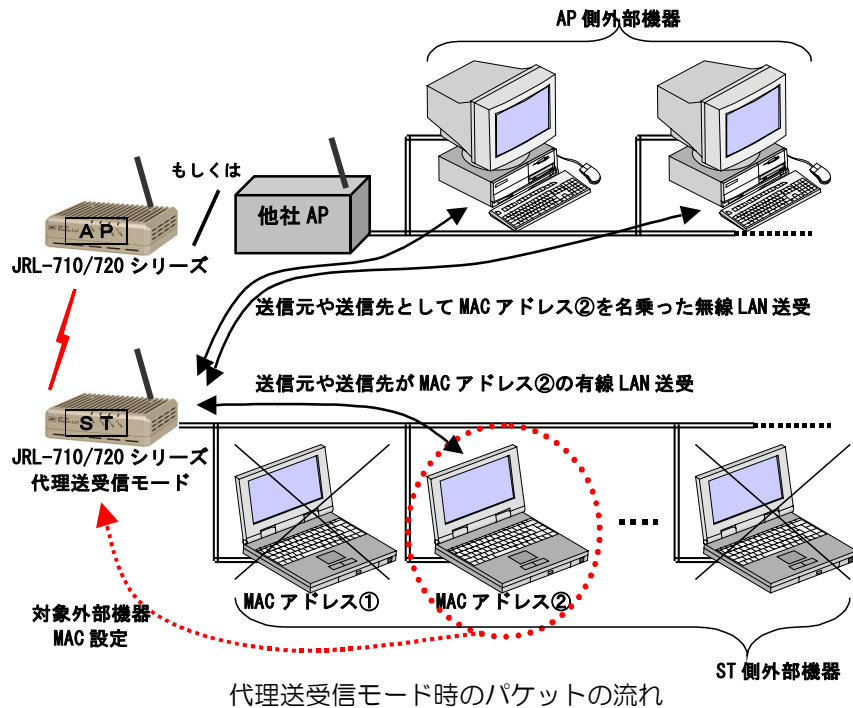 AP 側外部機器
もしくは
他社 AP
AP
JRL-710/720 シリーズ
送信元や送信先として MAC アドレス②を名乗った無線 LAN 送受
送信元や送信先が MAC アドレス②の有線 LAN 送受
ST
JRL-710/720 シリーズ
代理送受信モード
MAC アドレス①
MAC アドレス②
対象外部機器
MAC 設定
ST 側外部機器
代理送受信モード時のパケットの流れ